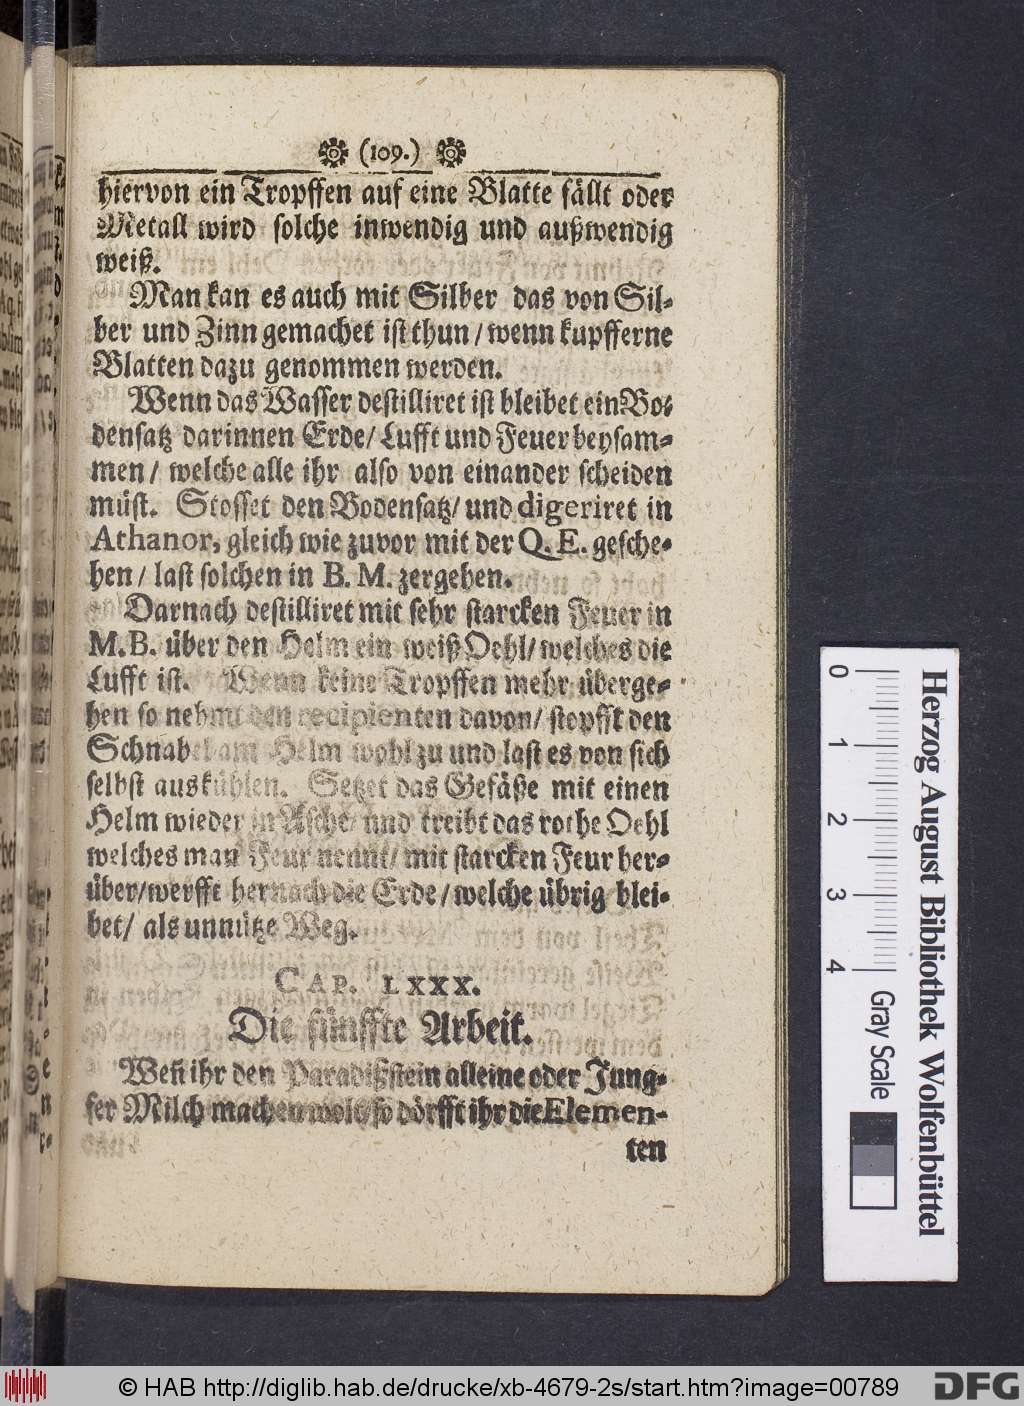 (109.)
hiervon ein Tropffen auf eine Blatte fällt oder
Metall wird solche inwendig und außwendig
weiß.
Man kan es auch mit Silber das von Sil-
ber und Zinn gemachet ist thun / wenn kupfferne
Blatten dazu genommen werden.
Wenn das Wasser destilliret ist bleibet ein Bo-
densatz darinnen Erde / Lufft und Feuer beysam-
men / welche alle ihr also von einander scheiden
müst. Stosset den Bodensatz / und digeriret in
Athanor, gleich wie zuvor mit der Q. E. gesche-
hen / last solchen in B. M. zergehen.
Darnach destilliret mit sehr starcken Feuer in
M. B. über den Helm ein weiß Oehl / welches die
Lufft ist. Wenn keine Tropffen mehr überge-
hen so nehmt den recipienten davon / stopfft den
Schnabel am Helm wohl zu und last es von sich
selbst auskühlen. Setzet das Gefäße mit einen
Helm wieder in Asche / und treibt das rothe Oehl
welches man Feur nennt / mit starcken Feur her-
über / werfft hernach die Erde / welche übrig blei-
bet / als unnütze Weg.
CAP. LXXX.
Die fünffte Arbeit.
Weñ ihr den Paradißstein alleine oder Jung-
fer Milch machen wolt / so dörfft ihr die Elemen-
ten
0 1 2 3 4
Herzog August Bibliothek Wolfenbüttel
Gray Scale
© HAB http://diglib.hab.de/drucke/xb-4679-2s/start.htm?image=00789
DFG